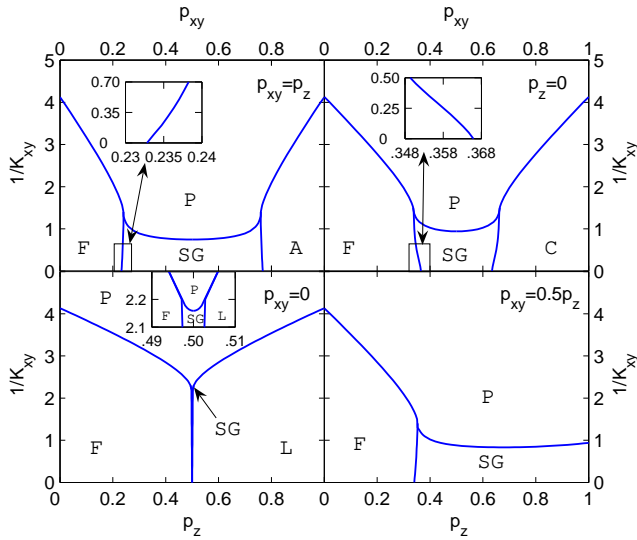 p_xy p_xy
0 0.2 0.4 0.6 0.8 0 0.2 0.4 0.6 0.8 1
5 5
0.70 p_xy=p_z 0.50 p_z=0
0.35 0.25
4 0 0 4
0.23 0.235 0.24 .348 .358 .368
1/K_xy 3 3 1/K_xy
2 P P 2
1 F SG A F SG C 1
0 0
P 2.2 F P SG L p_xy=0 p_xy=0.5p_z
2.1
.49 .50 .51
4 4
1/K_xy 3 3 1/K_xy
2 P 2
SG
1 F L F SG 1
0 0
0 0.2 0.4 0.6 0.8 0 0.2 0.4 0.6 0.8 1
p_z p_z